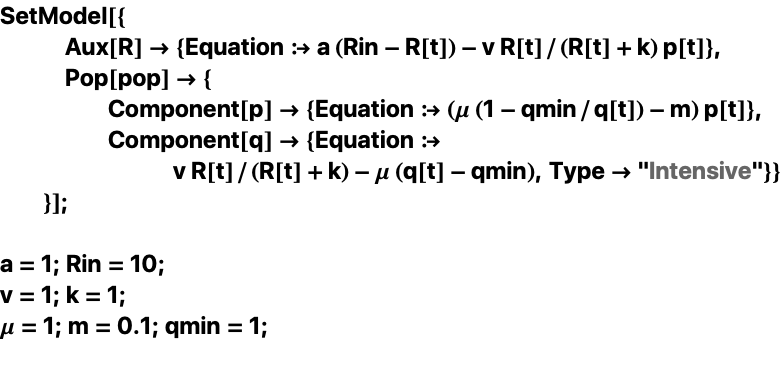 SetModel[{
Aux[R] → {Equation ⧴ a (Rin − R[t]) − v R[t] / (R[t] + k) p[t]},
Pop[pop] → {
Component[p] → {Equation ⧴ (μ (1 − qmin / q[t]) − m) p[t]},
Component[q] → {Equation ⧴
v R[t] / (R[t] + k) − μ (q[t] − qmin), Type → "Intensive"}}
}];
a = 1; Rin = 10;
v = 1; k = 1;
μ = 1; m = 0.1; qmin = 1;